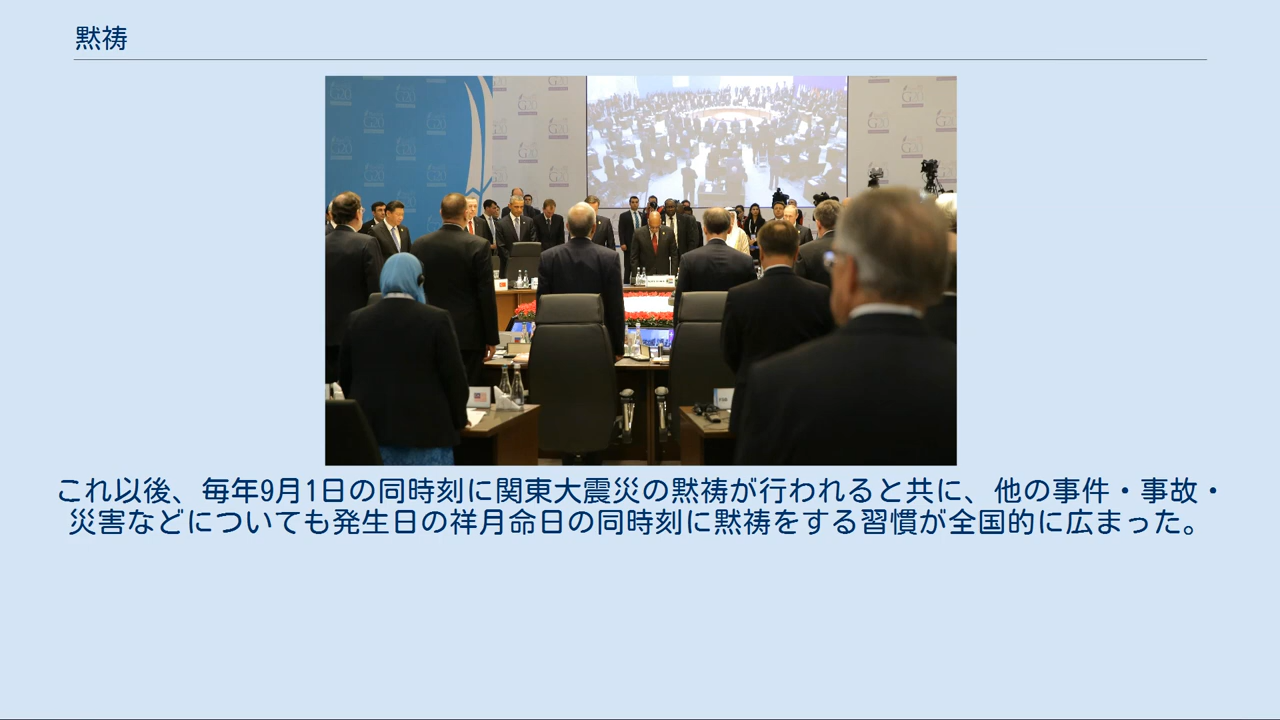 黙祷
これ以後、毎年9月1日の同時刻に関東大震災の黙祷が行われると共に、他の事件・事故・
災害などについても発生日の祥月命日の同時刻に黙祷をする習慣が全国的に広まった。